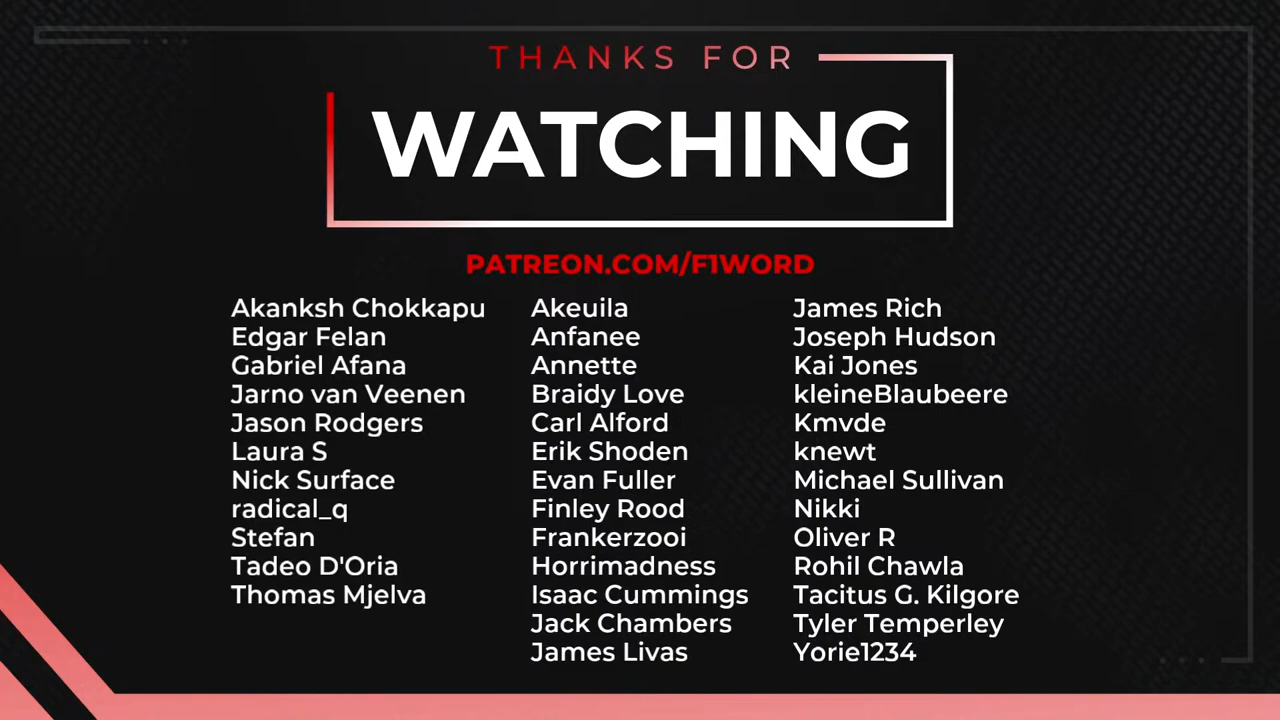 THANKS FOR
WATCHING
PATREON.COM/F1WORD
Akanksh Chokkapu
Edgar Felan
Gabriel Afana
Jarno van Veenen
Jason Rodgers
Laura S
Nick Surface
radical_q
Stefan
Tadeo D'Oria
Thomas Mjelva
Akeuila
Anfanee
Annette
Braidy Love
Carl Alford
Erik Shoden
Evan Fuller
Finley Rood
Frankerzooi
Horrimadness
Isaac Cummings
Jack Chambers
James Livas
James Rich
Joseph Hudson
Kai Jones
kleineBlaubeere
Kmvde
knewt
Michael Sullivan
Nikki
Oliver R
Rohil Chawla
Tacitus G. Kilgore
Tyler Temperley
Yorie1234